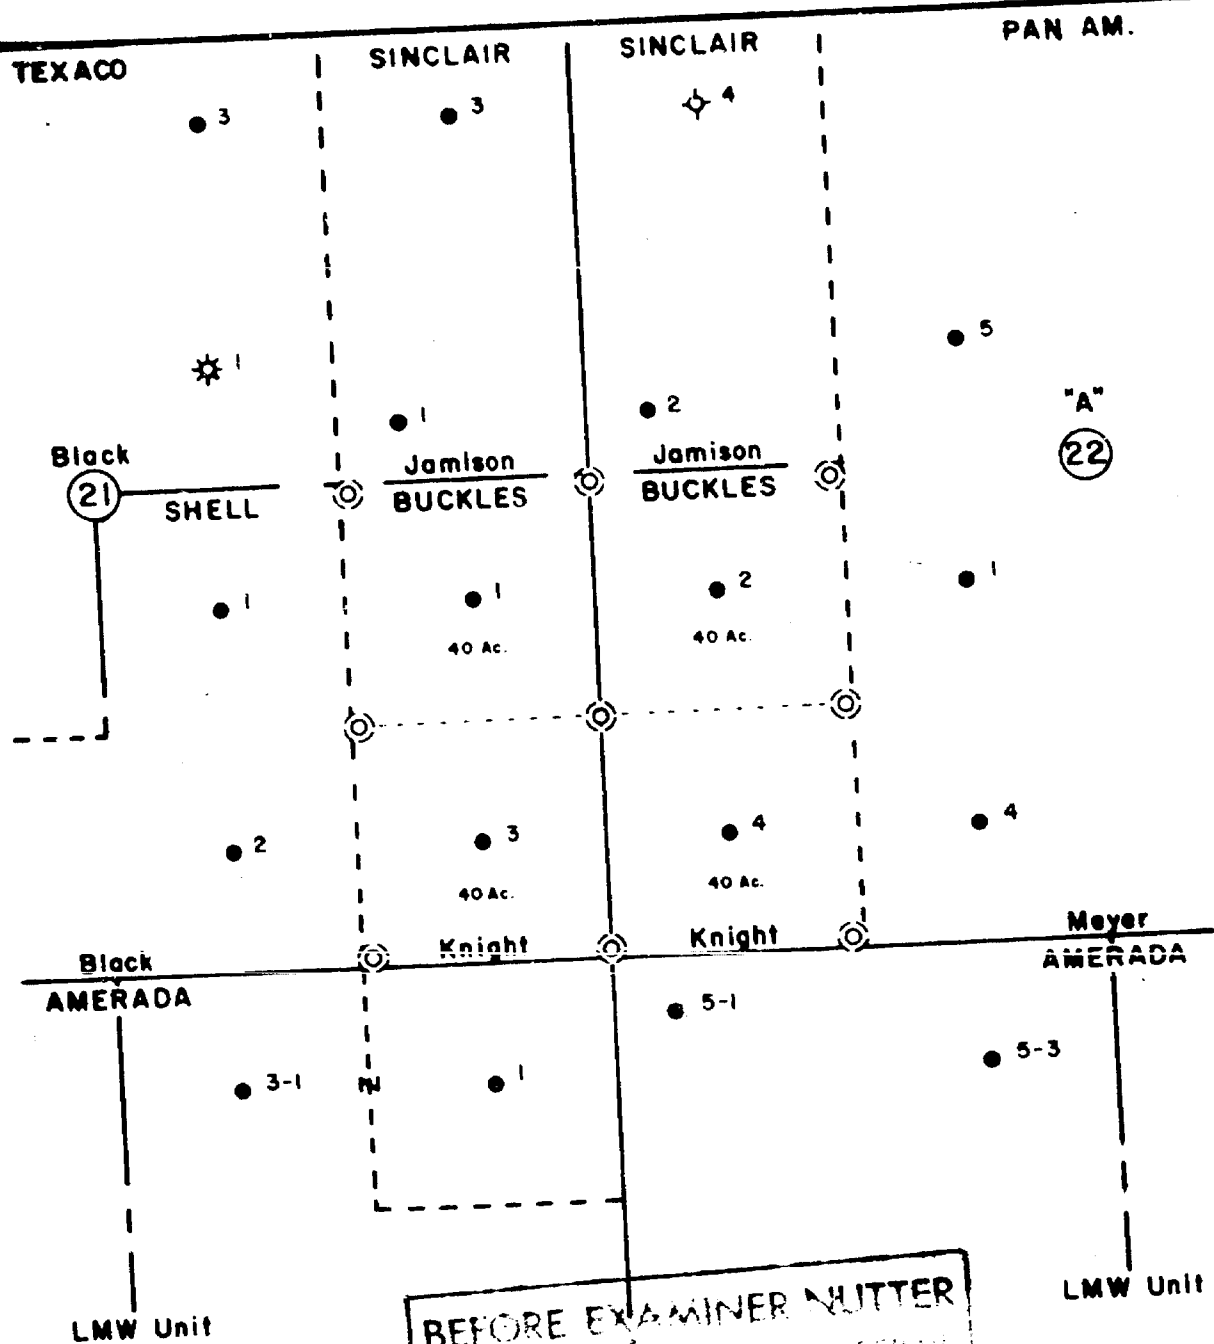 TEXACO
SINCLAIR
SINCLAIR
PAN AM.
3
3
4
5
1
1
2
"A"
22
Black
21
SHELL
Jamison
BUCKLES
Jamison
BUCKLES
1
1
2
1
40 Ac.
40 Ac.
2
3
4
4
40 Ac.
40 Ac.
Black
AMERADA
Knight
Knight
Meyer
AMERADA
5-1
5-3
3-1
1
LMW Unit
LMW Unit
BEFORE EXAMINER NUTTER